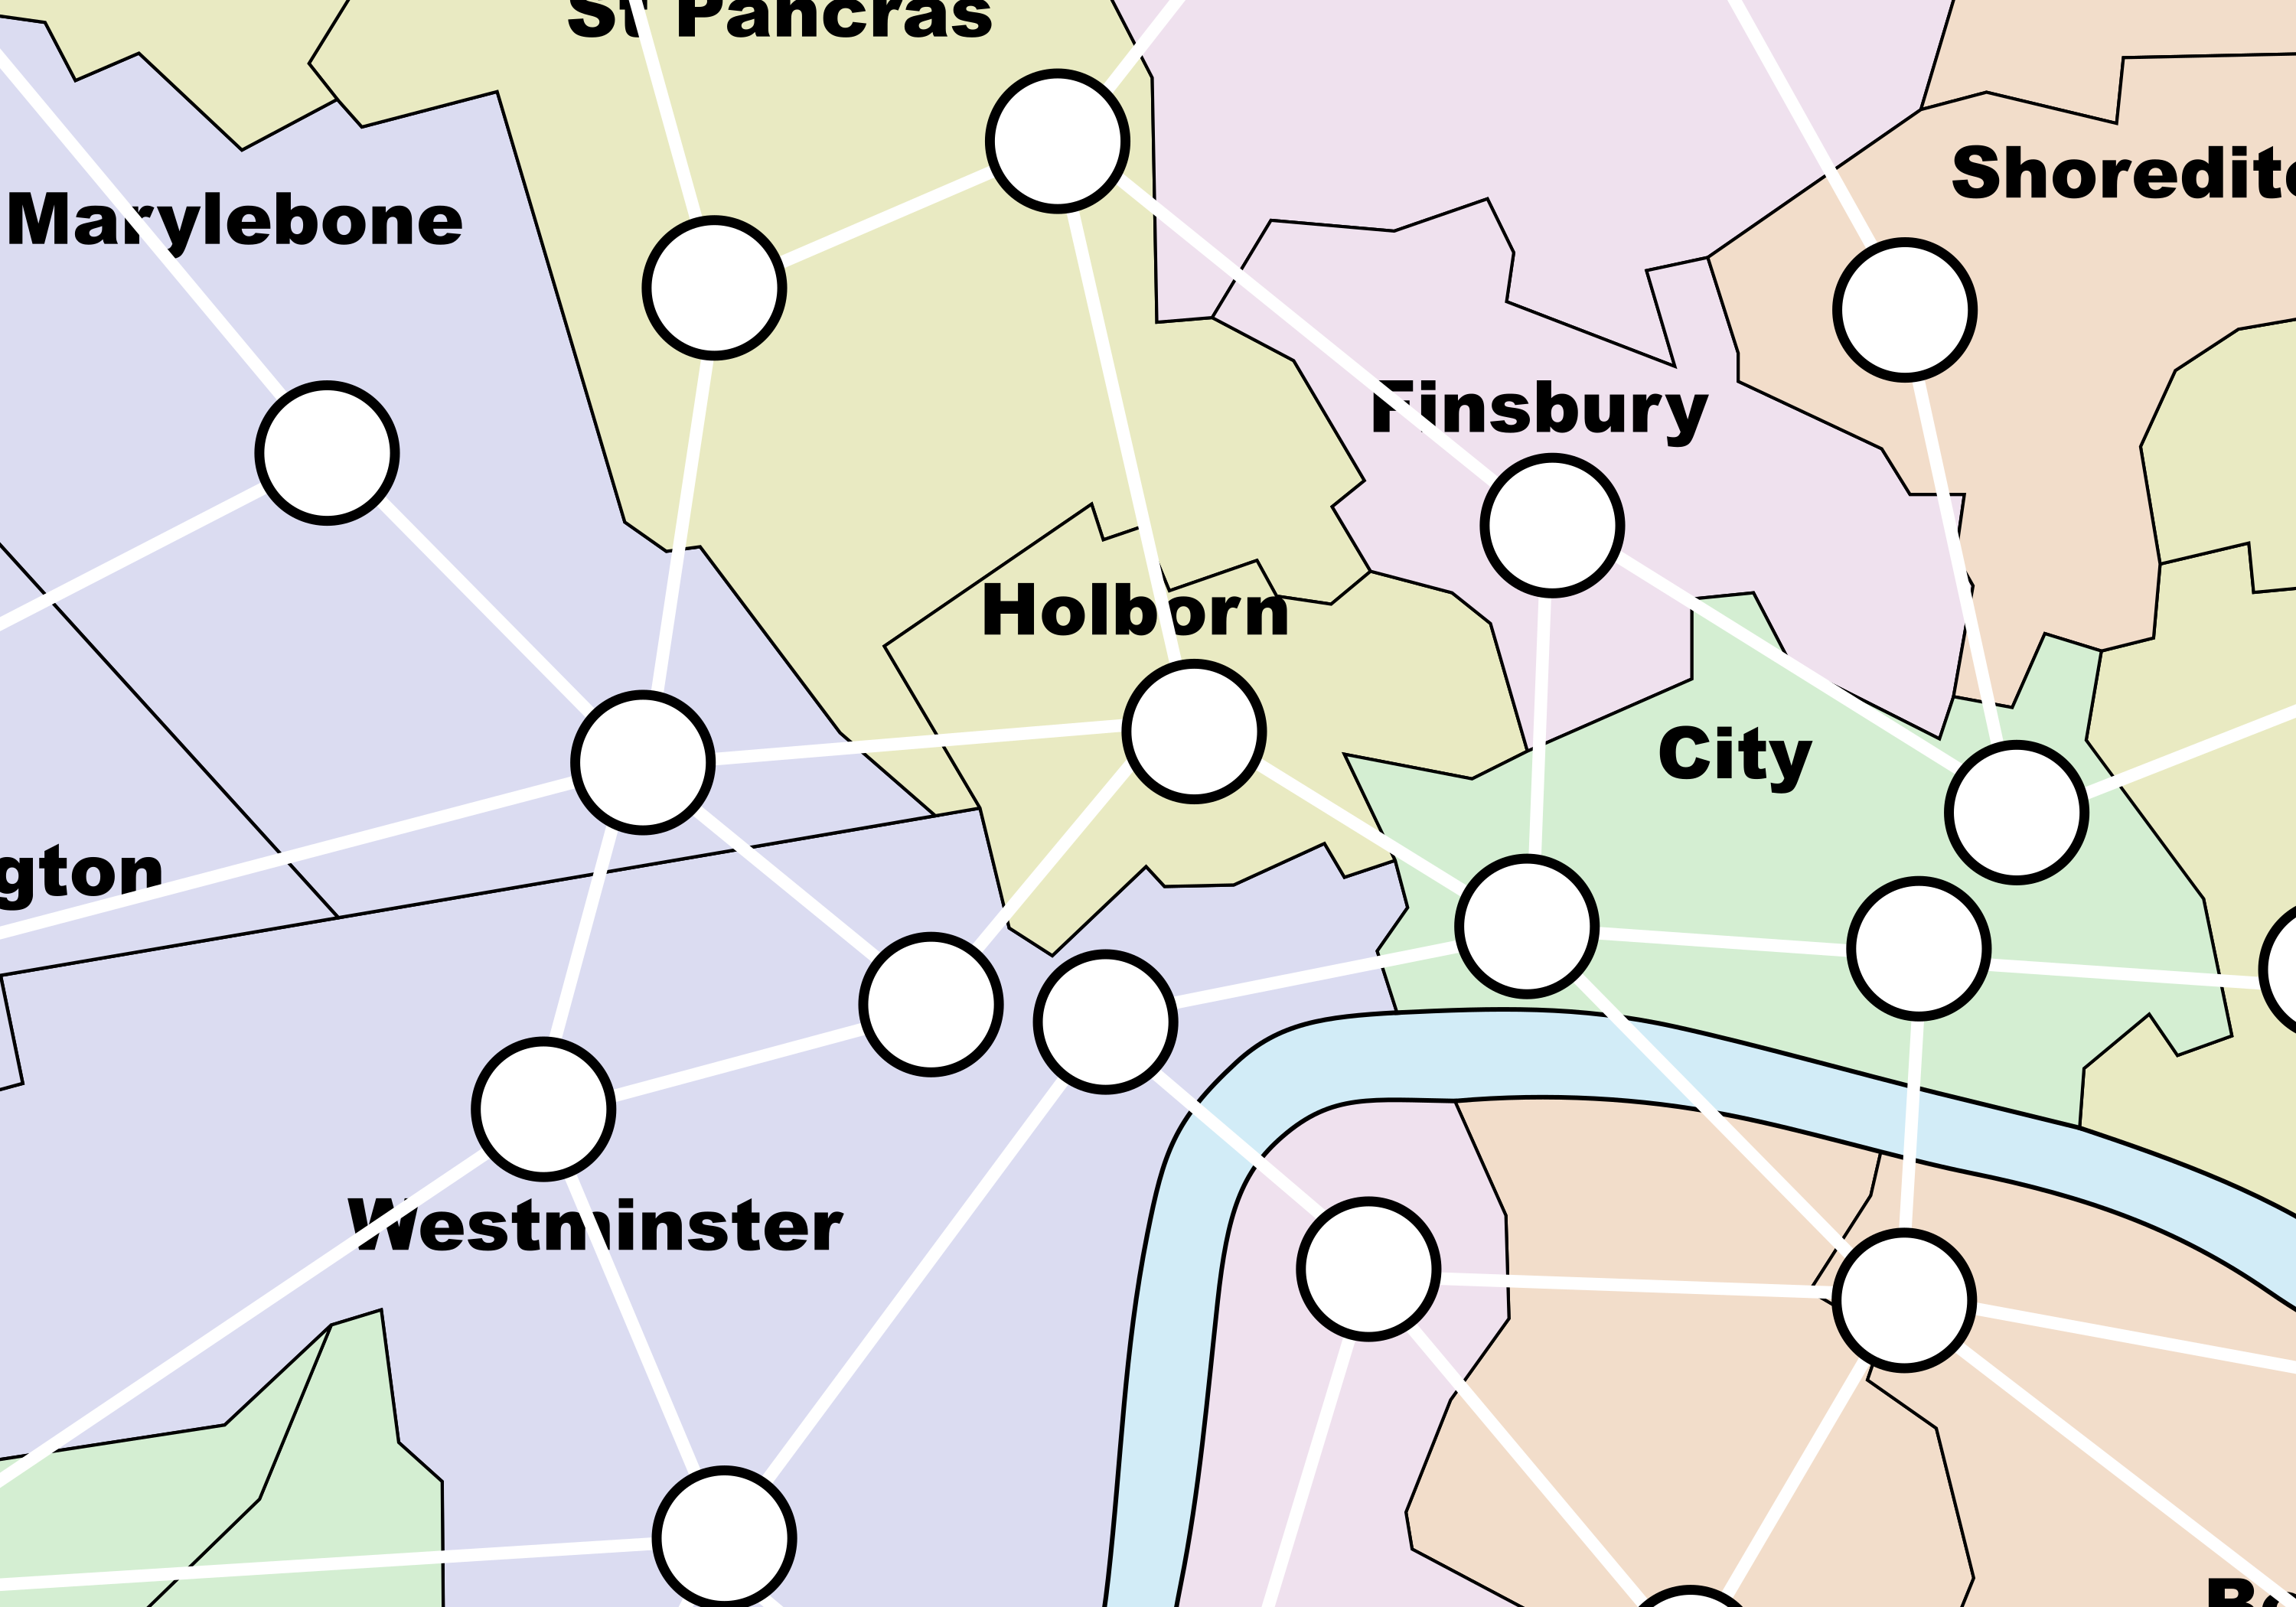 St Pancras
Marylebone
Shoredit
Finsbury
Holborn
City
gton
Westminster